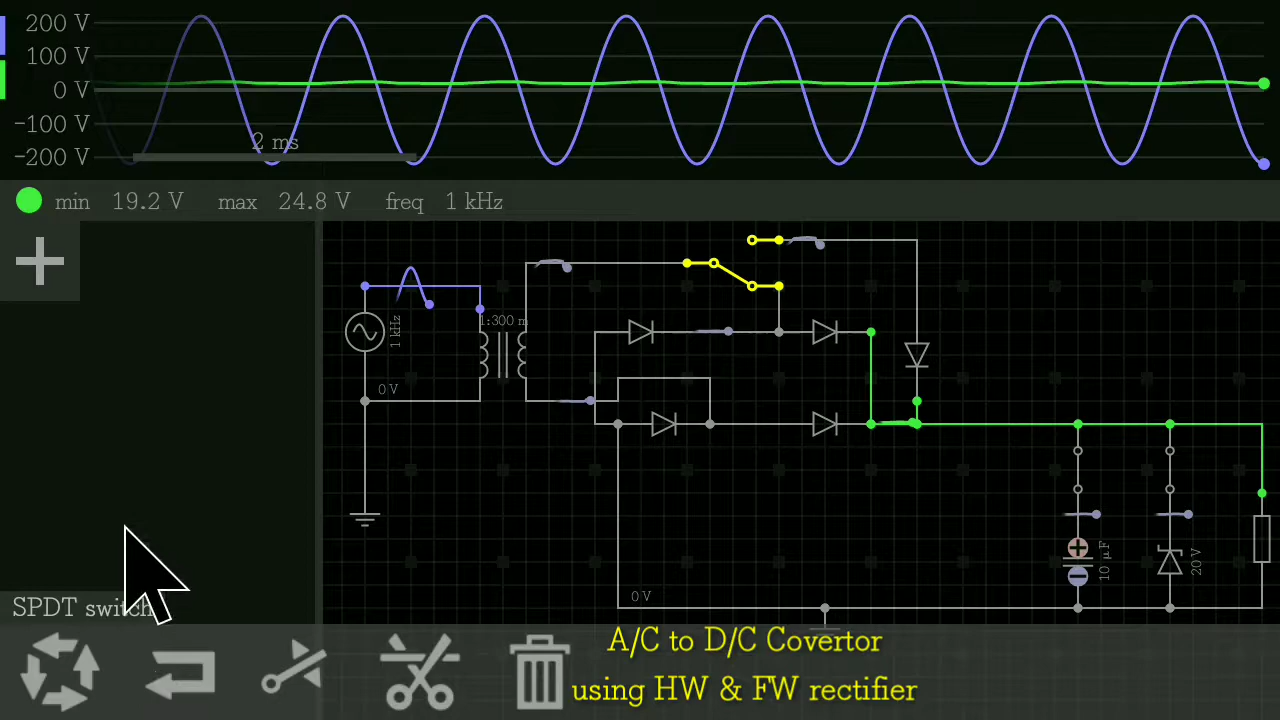 200 V
100 V
0 V
−100 V
−200 V
2 ms
min 19.2 V max 24.8 V freq 1 kHz
1 kHz
1:300 m
0 V
10 µF
20 V
0 V
SPDT switch
A/C to D/C Covertor
using HW & FW rectifier